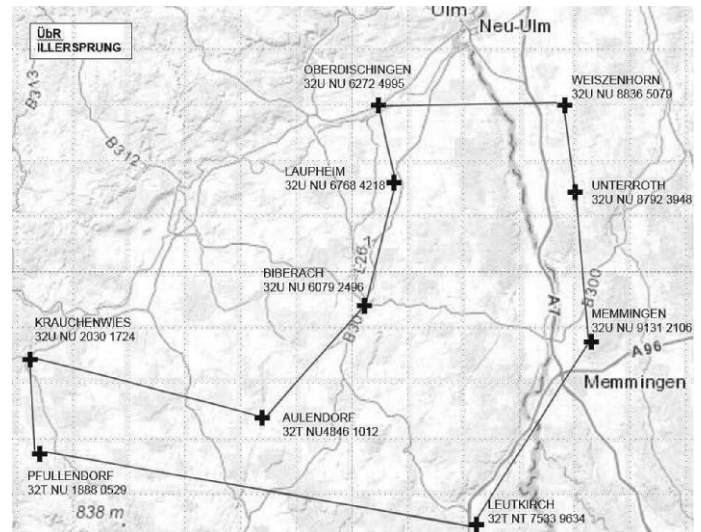 ÜbR
ILLERSPRUNG
Ulm
Neu-Ulm
B313
B312
OBERDISCHINGEN
32U NU 6272 4995
WEISZENHORN
32U NU 8836 5079
LAUPHEIM
32U NU 6768 4218
UNTERROTH
32U NU 8792 3948
L267
BIBERACH
32U NU 6079 2496
B30
A7
B300
KRAUCHENWIES
32U NU 2030 1724
MEMMINGEN
32U NU 9131 2106
A96
Memmingen
AULENDORF
32T NU4846 1012
PFULLENDORF
32T NU 1888 0529
838 m
LEUTKIRCH
32T NT 7533 9634